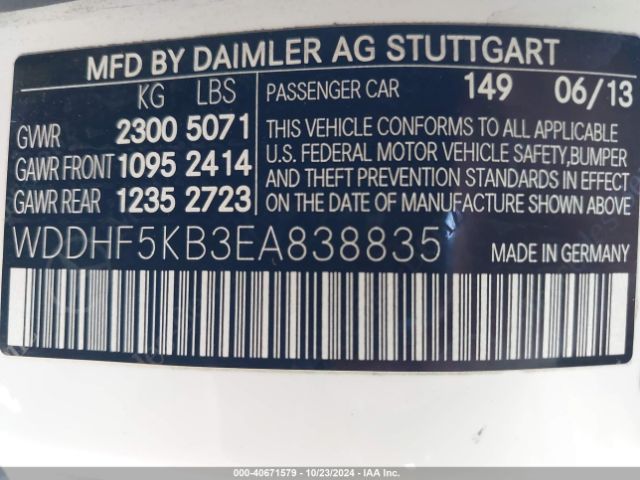 MFD BY DAIMLER AG STUTTGART
KG LBS
GVWR 2300 5071
GAWR FRONT 1095 2414
GAWR REAR 1235 2723
PASSENGER CAR 149 06/13
THIS VEHICLE CONFORMS TO ALL APPLICABLE
U.S. FEDERAL MOTOR VEHICLE SAFETY,BUMPER
AND THEFT PREVENTION STANDARDS IN EFFECT
ON THE DATE OF MANUFACTURE SHOWN ABOVE
WDDHF5KB3EA838835 MADE IN GERMANY
000-40671579 | 10/23/2024 | IAA, Inc.